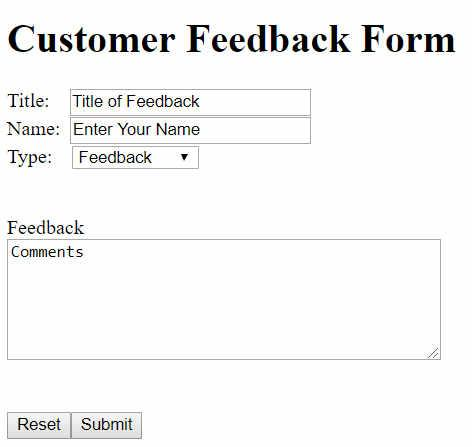 Customer Feedback Form
Title: Title of Feedback
Name: Enter Your Name
Type: Feedback
Feedback
Comments
Reset Submit